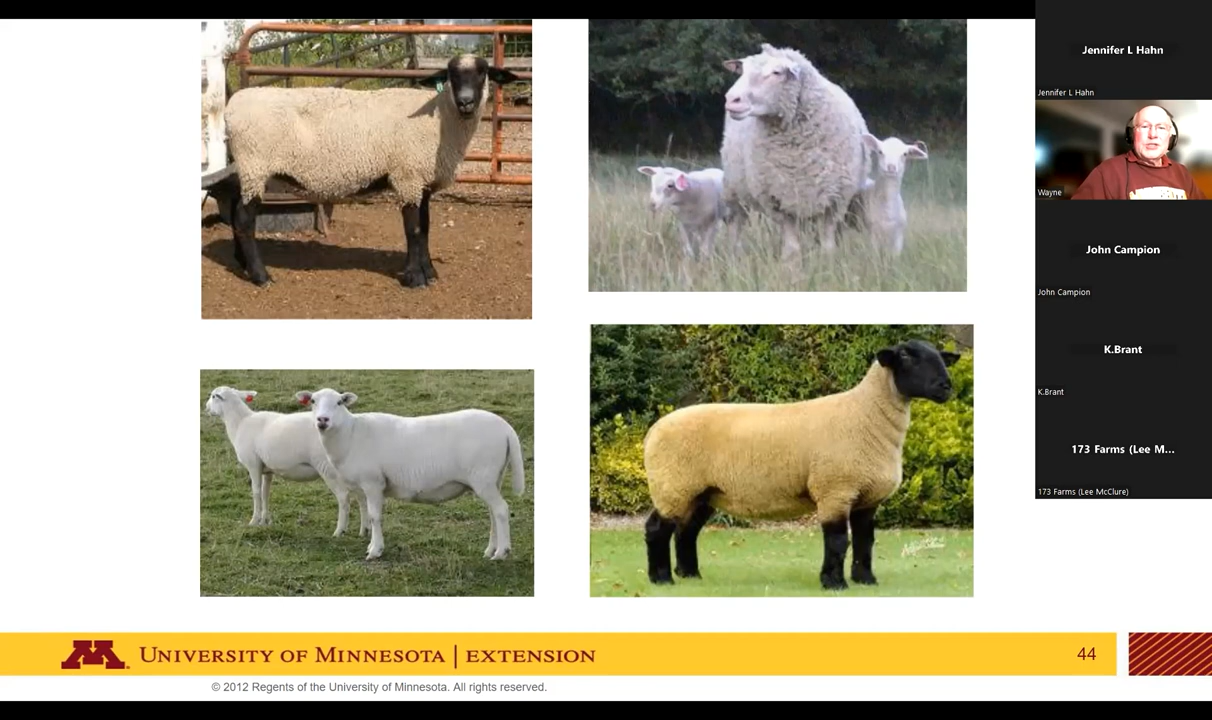 Jennifer L Hahn
Jennifer L Hahn
Wayne
John Campion
John Campion
K.Brant
K.Brant
173 Farms (Lee M...
173 Farms (Lee McClure)
UNIVERSITY OF MINNESOTA | EXTENSION
44
© 2012 Regents of the University of Minnesota. All rights reserved.